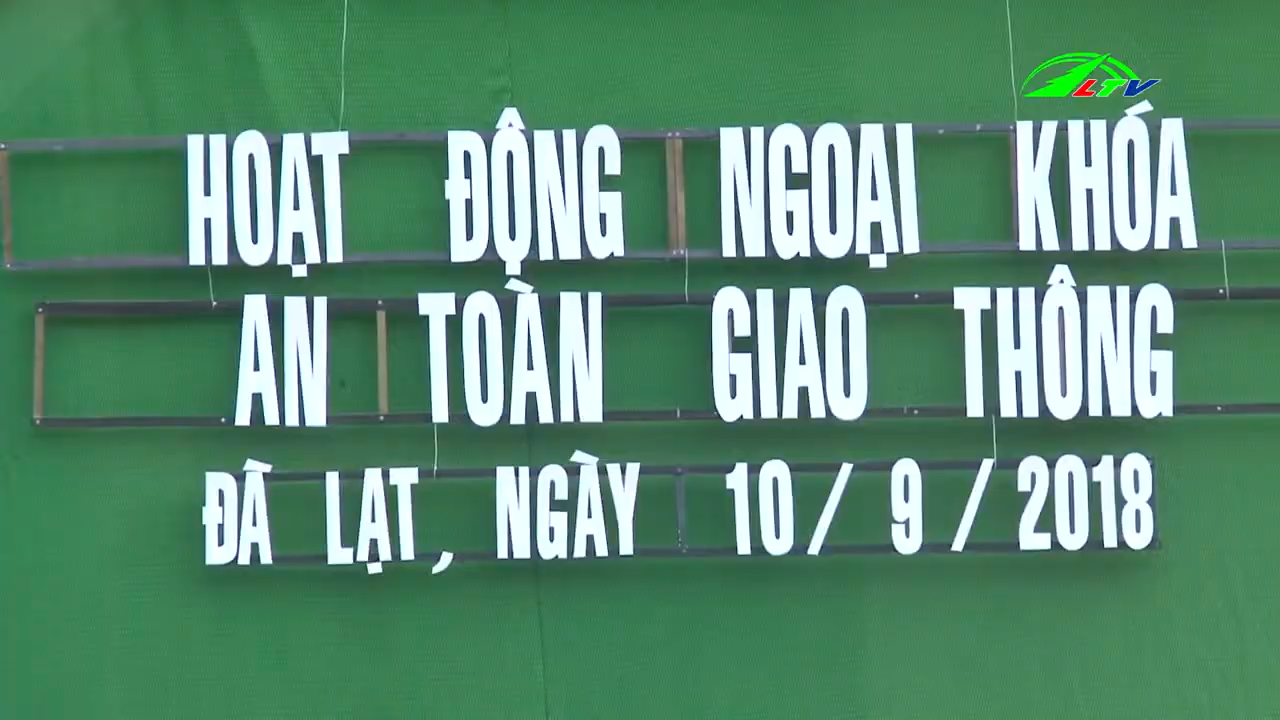 LTV
HOẠT ĐỘNG NGOẠI KHÓA
AN TOÀN GIAO THÔNG
ĐÀ LẠT, NGÀY 10 / 9 / 2018